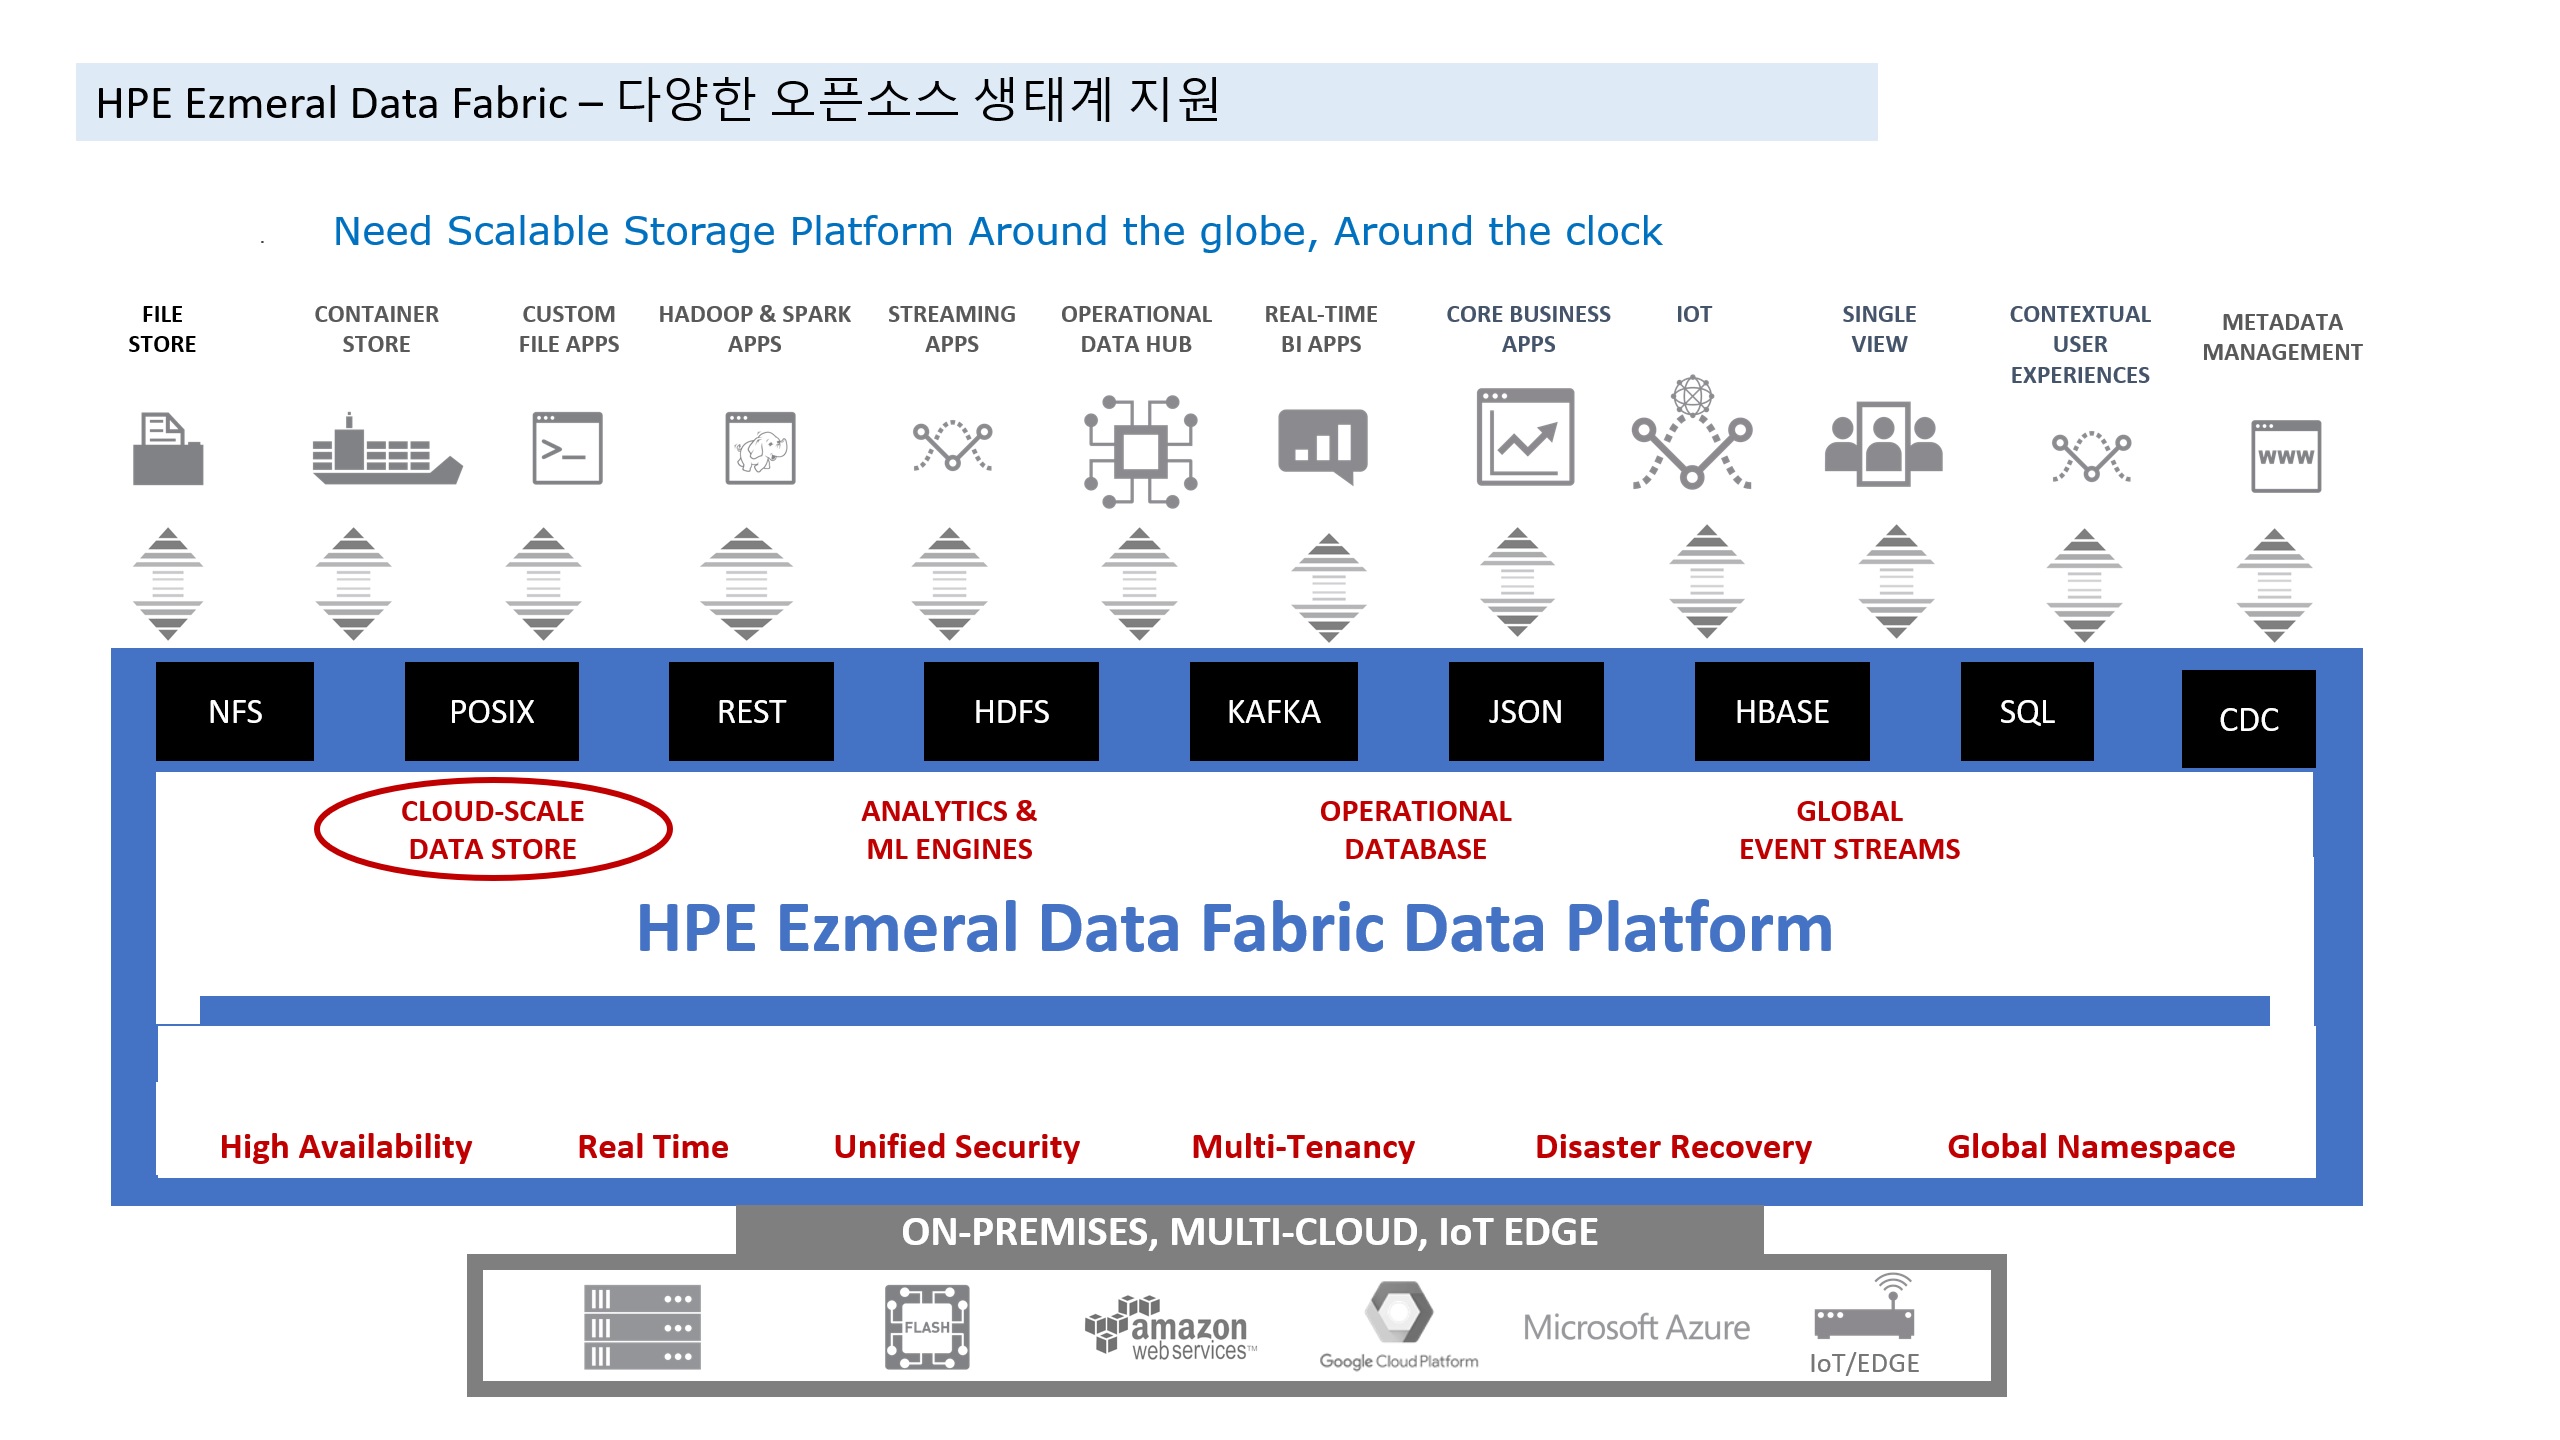 HPE Ezmeral Data Fabric – 다양한 오픈소스 생태계 지원
Need Scalable Storage Platform Around the globe, Around the clock
FILE
STORE
CONTAINER
STORE
CUSTOM
FILE APPS
HADOOP & SPARK
APPS
STREAMING
APPS
OPERATIONAL
DATA HUB
REAL-TIME
BI APPS
CORE BUSINESS
APPS
IOT
SINGLE
VIEW
CONTEXTUAL
USER
EXPERIENCES
METADATA
MANAGEMENT
>_
www
NFS
POSIX
REST
HDFS
KAFKA
JSON
HBASE
SQL
CDC
CLOUD-SCALE
DATA STORE
ANALYTICS &
ML ENGINES
OPERATIONAL
DATABASE
GLOBAL
EVENT STREAMS
HPE Ezmeral Data Fabric Data Platform
High Availability
Real Time
Unified Security
Multi-Tenancy
Disaster Recovery
Global Namespace
ON-PREMISES, MULTI-CLOUD, IoT EDGE
FLASH
amazon
web services™
Google Cloud Platform
Microsoft Azure
IoT/EDGE